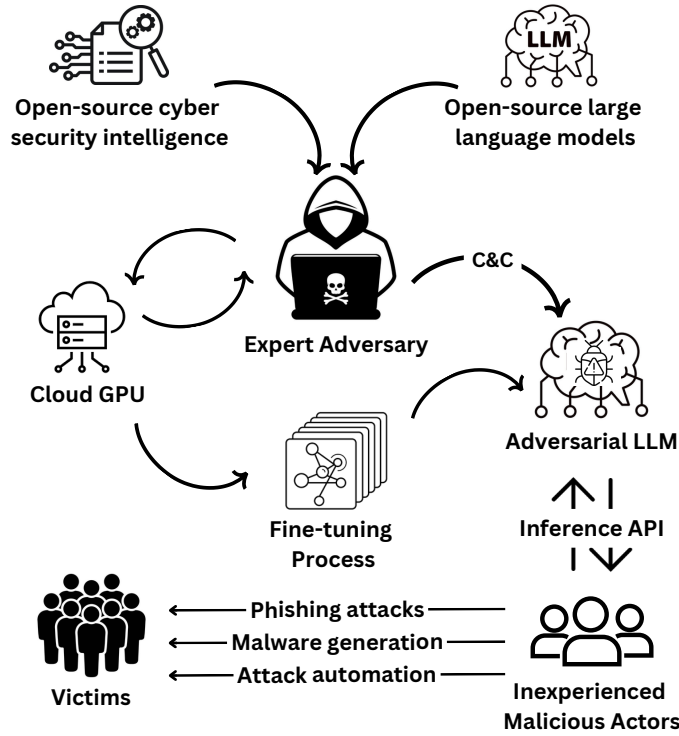 LLM
Open-source cyber
security intelligence
Open-source large
language models
C&C
Expert Adversary
Cloud GPU
Adversarial LLM
Fine-tuning
Process
Inference API
Phishing attacks
Malware generation
Attack automation
Victims
Inexperienced
Malicious Actors